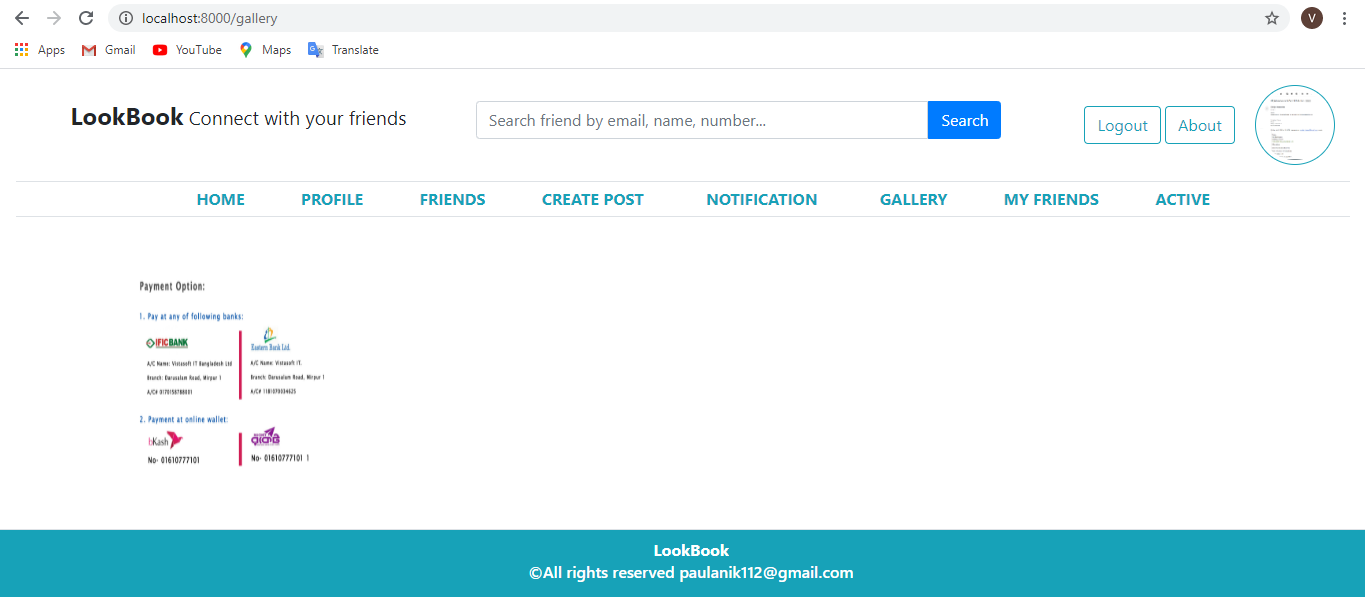 localhost:8000/gallery
V
Apps Gmail YouTube Maps Translate
LookBook Connect with your friends
Search friend by email, name, number...
Search
Logout
About
HOME PROFILE FRIENDS CREATE POST NOTIFICATION GALLERY MY FRIENDS ACTIVE
Payment Option:
1. Pay at any of following banks:
IFIC BANK
A/C Name: Vistasoft IT Bangladesh Ltd
Branch: Darusalam Road, Mirpur 1
A/C# 0170158788001
Eastern Bank Ltd.
A/C Name: Vistasoft IT.
Branch: Darusalam Road, Mirpur 1
A/C# 1181070034625
2. Payment at online wallet:
bKash
No- 01610777101
No- 01610777101 1
LookBook
©All rights reserved paulanik112@gmail.com